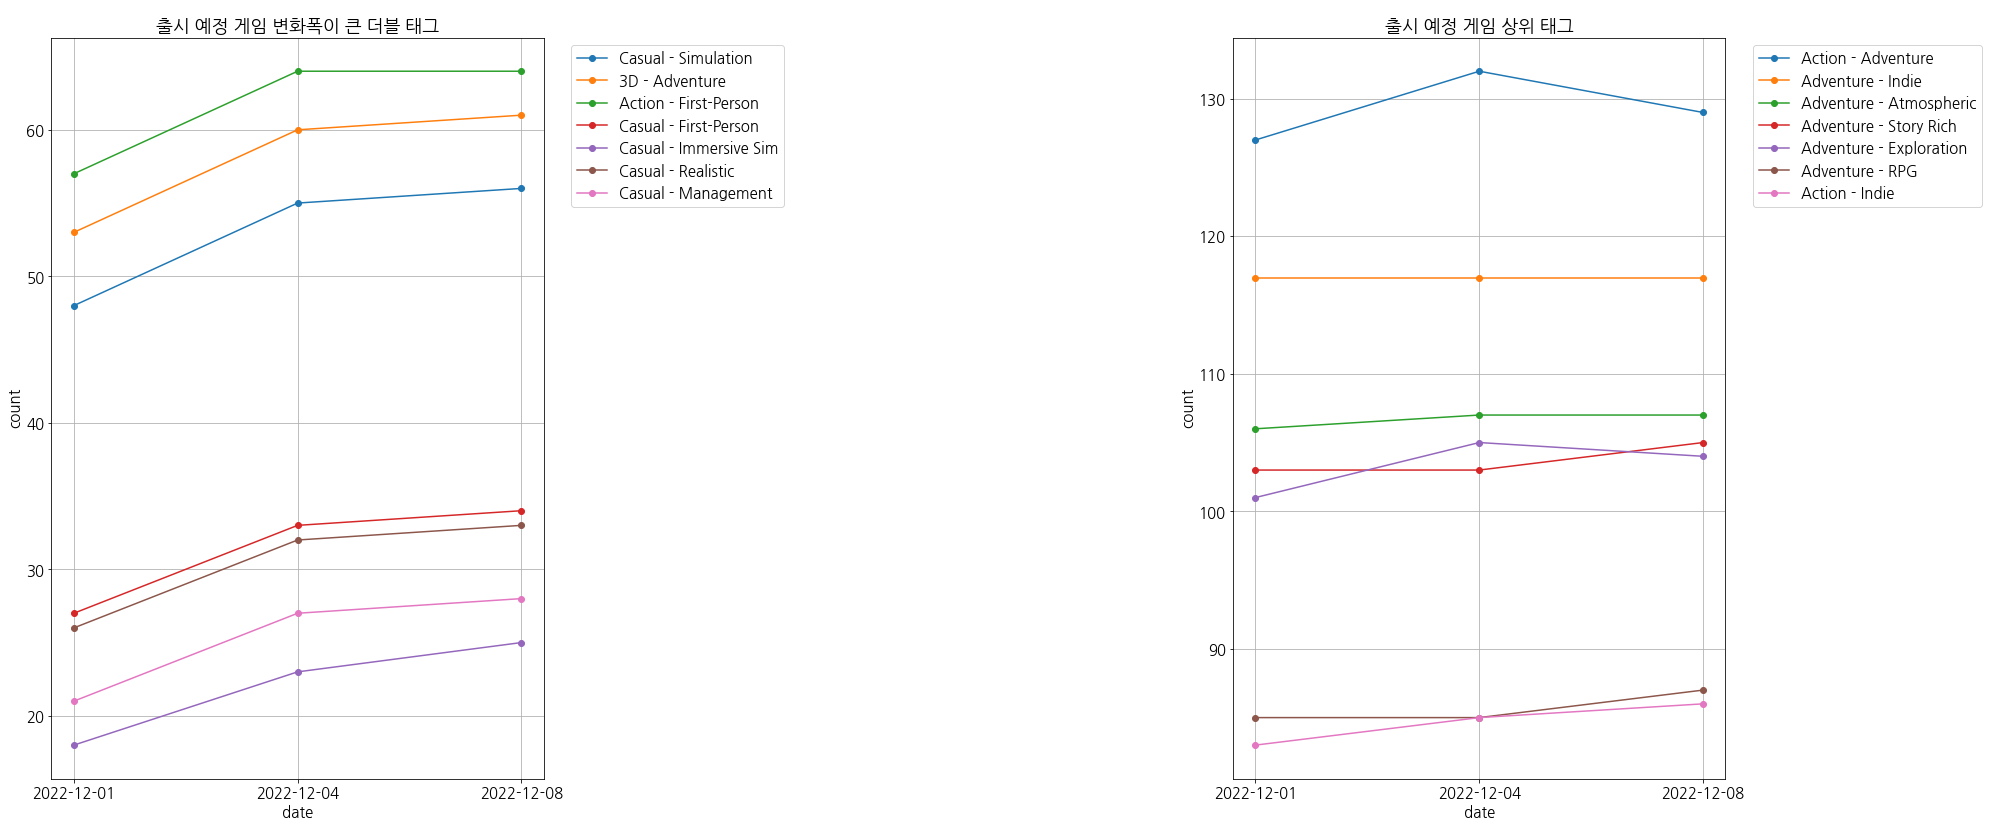 출시 예정 게임 변화폭이 큰 더블 태그
60
50
40
30
20
count
2022-12-01
2022-12-04
2022-12-08
date
Casual - Simulation
3D - Adventure
Action - First-Person
Casual - First-Person
Casual - Immersive Sim
Casual - Realistic
Casual - Management
출시 예정 게임 상위 태그
130
120
110
100
90
count
2022-12-01
2022-12-04
2022-12-08
date
Action - Adventure
Adventure - Indie
Adventure - Atmospheric
Adventure - Story Rich
Adventure - Exploration
Adventure - RPG
Action - Indie